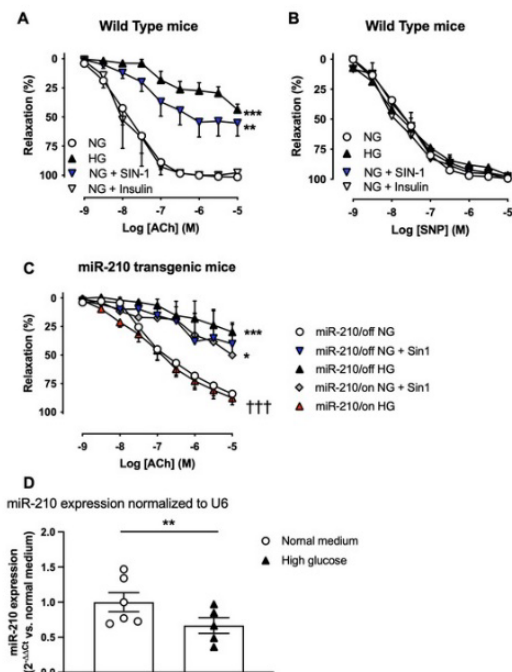 A
Wild Type mice
Relaxation (%)
0
25
50
75
100
NG
HG
NG + SIN-1
NG + Insulin
***
**
-9 -8 -7 -6 -5
Log [ACh] (M)
B
Wild Type mice
Relaxation (%)
0
25
50
75
100
NG
HG
NG + SIN-1
NG + Insulin
-9 -8 -7 -6 -5
Log [SNP] (M)
C
miR-210 transgenic mice
Relaxation (%)
0
25
50
75
100
***
*
†††
-9 -8 -7 -6 -5
Log [ACh] (M)
miR-210/off NG
miR-210/off NG + Sin1
miR-210/off HG
miR-210/on NG + Sin1
miR-210/on HG
D
miR-210 expression normalized to U6
miR-210 expression
(2-ΔΔCt vs. normal medium)
2.0
1.5
1.0
0.5
0.0
**
Normal medium
High glucose